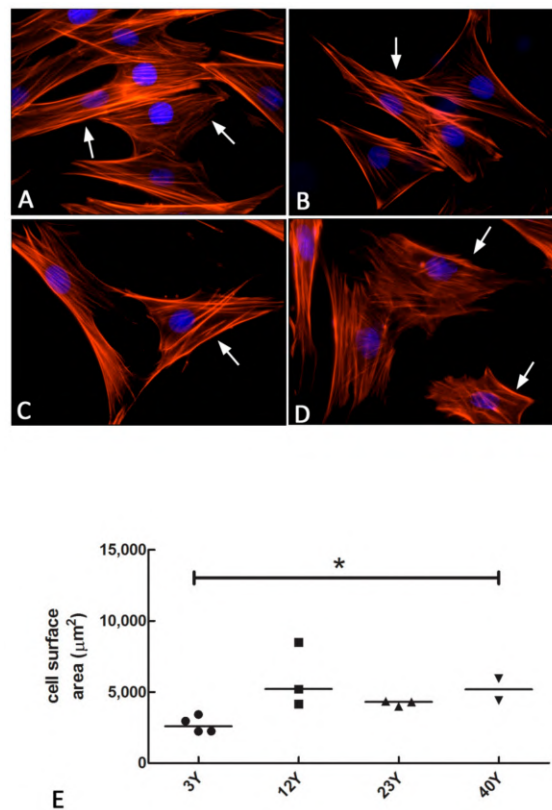 A
B
C
D
15,000
10,000
5,000
0
cell surface
area (μm²)
*
3Y
12Y
23Y
40Y
E